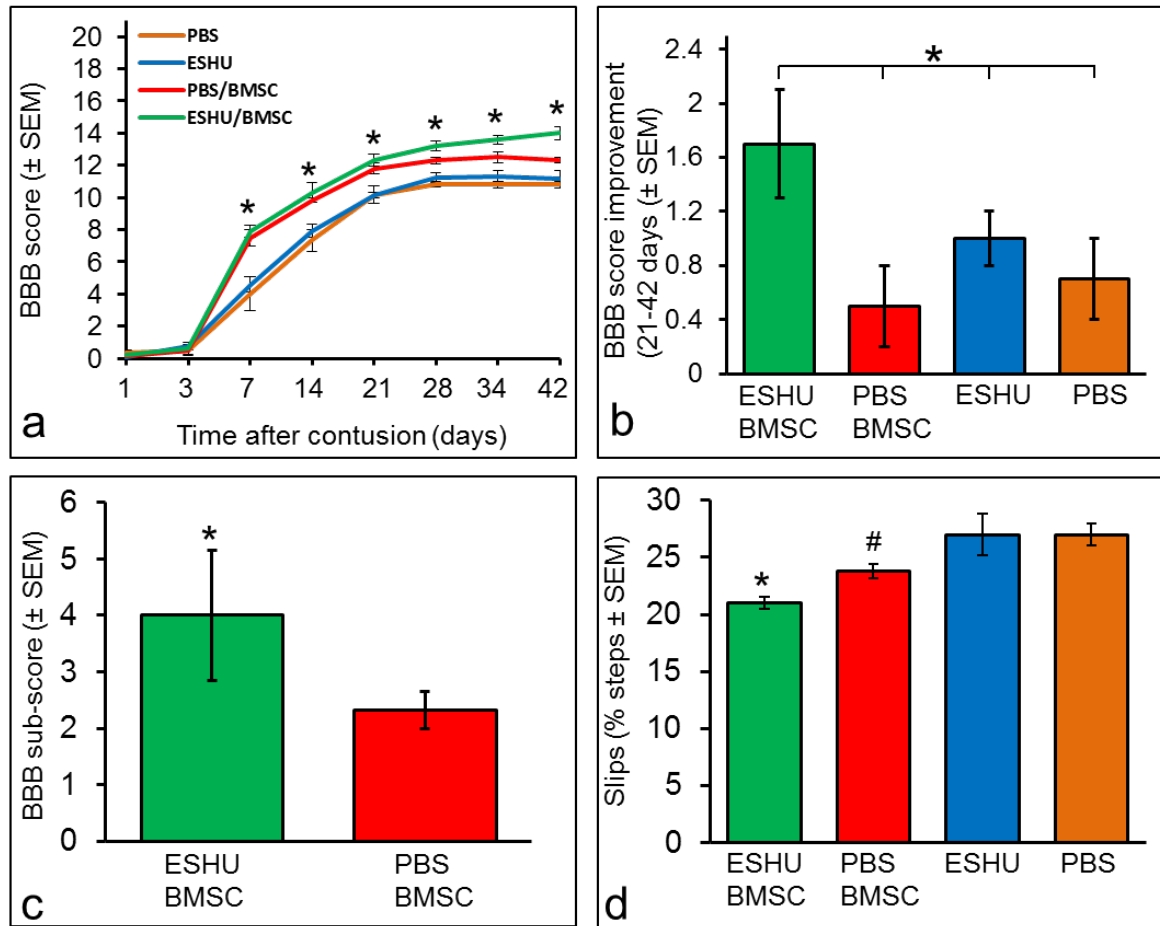 20
18
16
14
12
10
8
6
4
2
0
BBB score (± SEM)
PBS
ESHU
PBS/BMSC
ESHU/BMSC
* * * * * * *
1 3 7 14 21 28 34 42
Time after contusion (days)
a
2.4
2
1.6
1.2
0.8
0.4
0
BBB score improvement
(21-42 days (± SEM)
*
ESHU PBS ESHU PBS
BMSC BMSC
b
6
5
4
3
2
1
0
BBB sub-score (± SEM)
*
ESHU PBS
BMSC BMSC
c
30
25
20
15
10
5
0
Slips (% steps ± SEM)
* #
ESHU PBS ESHU PBS
BMSC BMSC
d